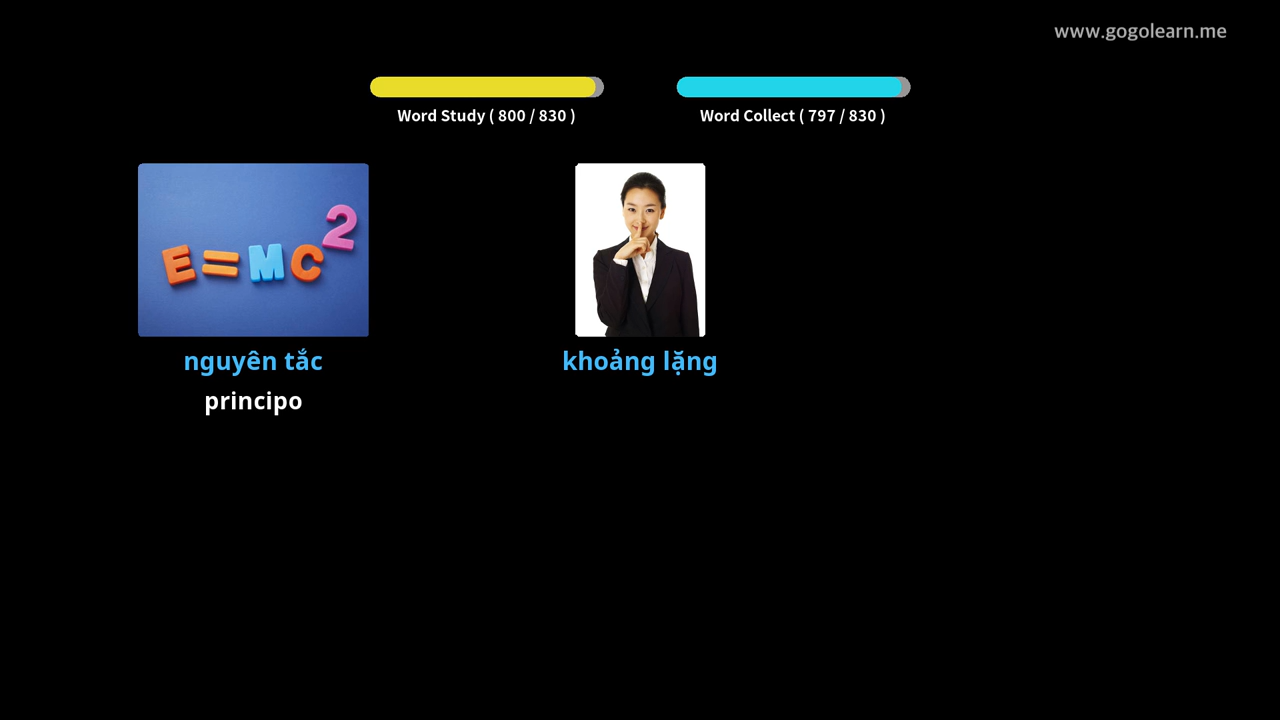 www.gogolearn.me
Word Study ( 800 / 830 )
Word Collect ( 797 / 830 )
E=MC2
nguyên tắc
principo
khoảng lặng